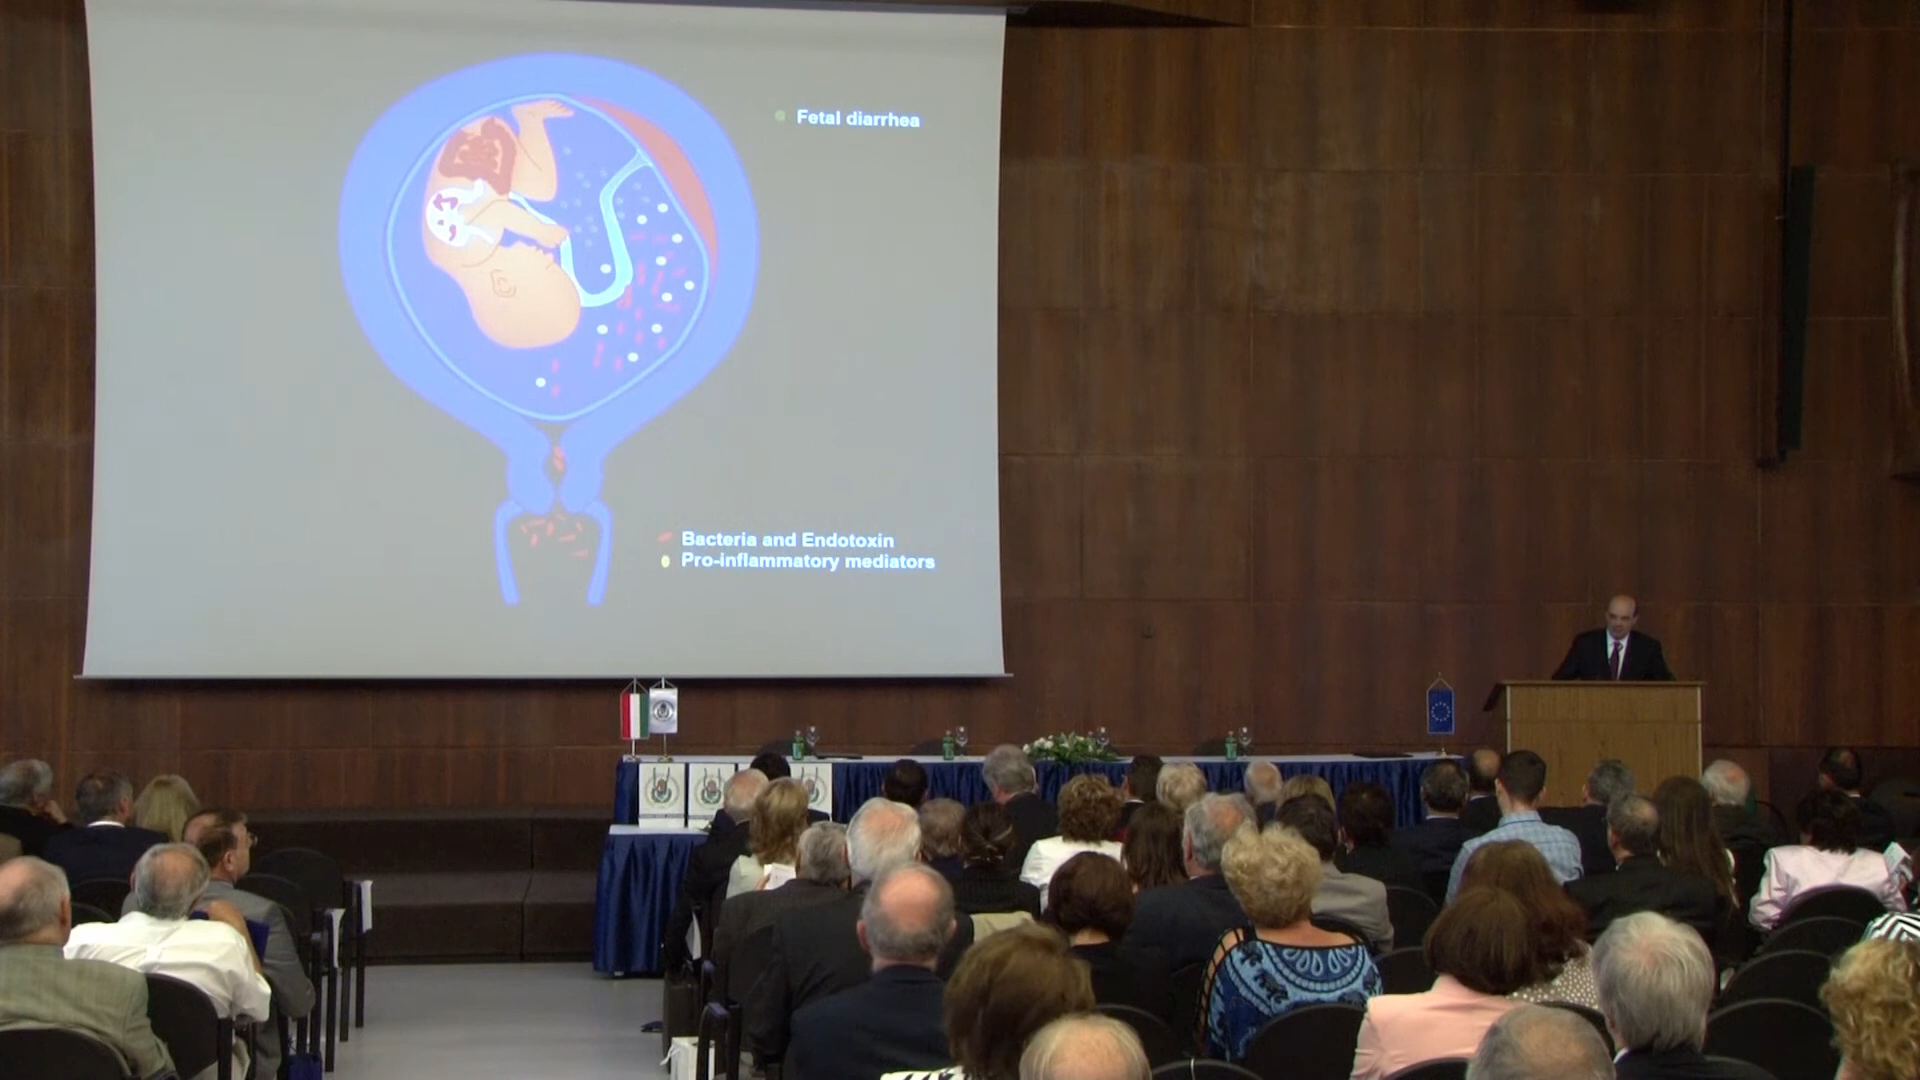 Fetal diarrhea
Bacteria and Endotoxin
Pro-inflammatory mediators